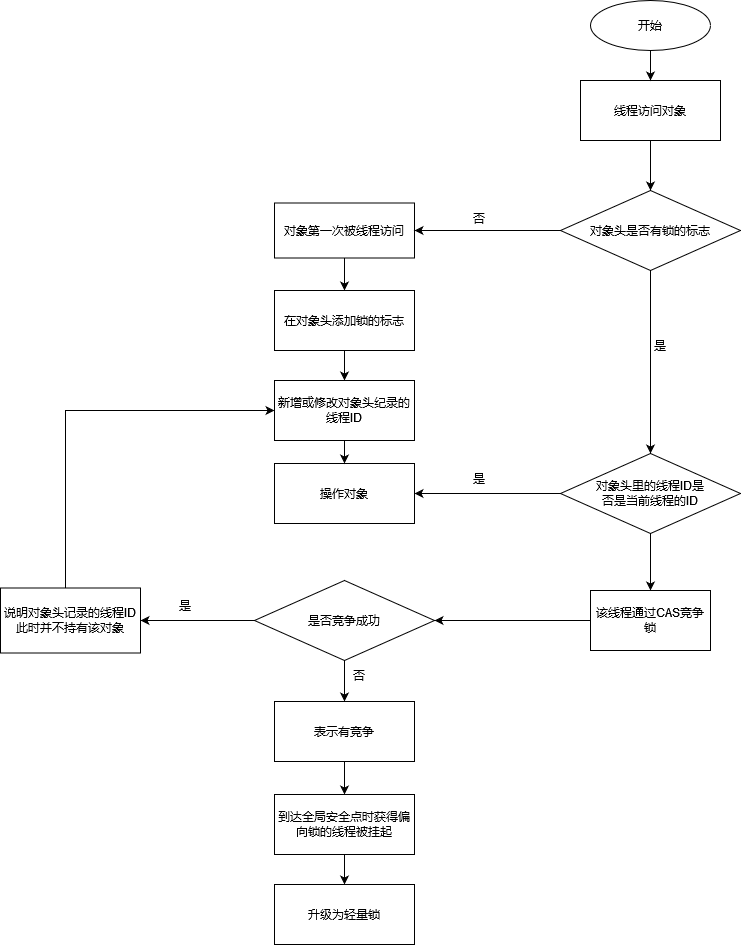 开始
线程访问对象
对象头是否有锁的标志
否
对象第一次被线程访问
在对象头添加锁的标志
是
新增或修改对象头纪录的
线程ID
操作对象
是
对象头里的线程ID是
否是当前线程的ID
该线程通过CAS竞争
锁
是否竞争成功
是
说明对象头记录的线程ID
此时并不持有该对象
否
表示有竞争
到达全局安全点时获得偏
向锁的线程被挂起
升级为轻量锁